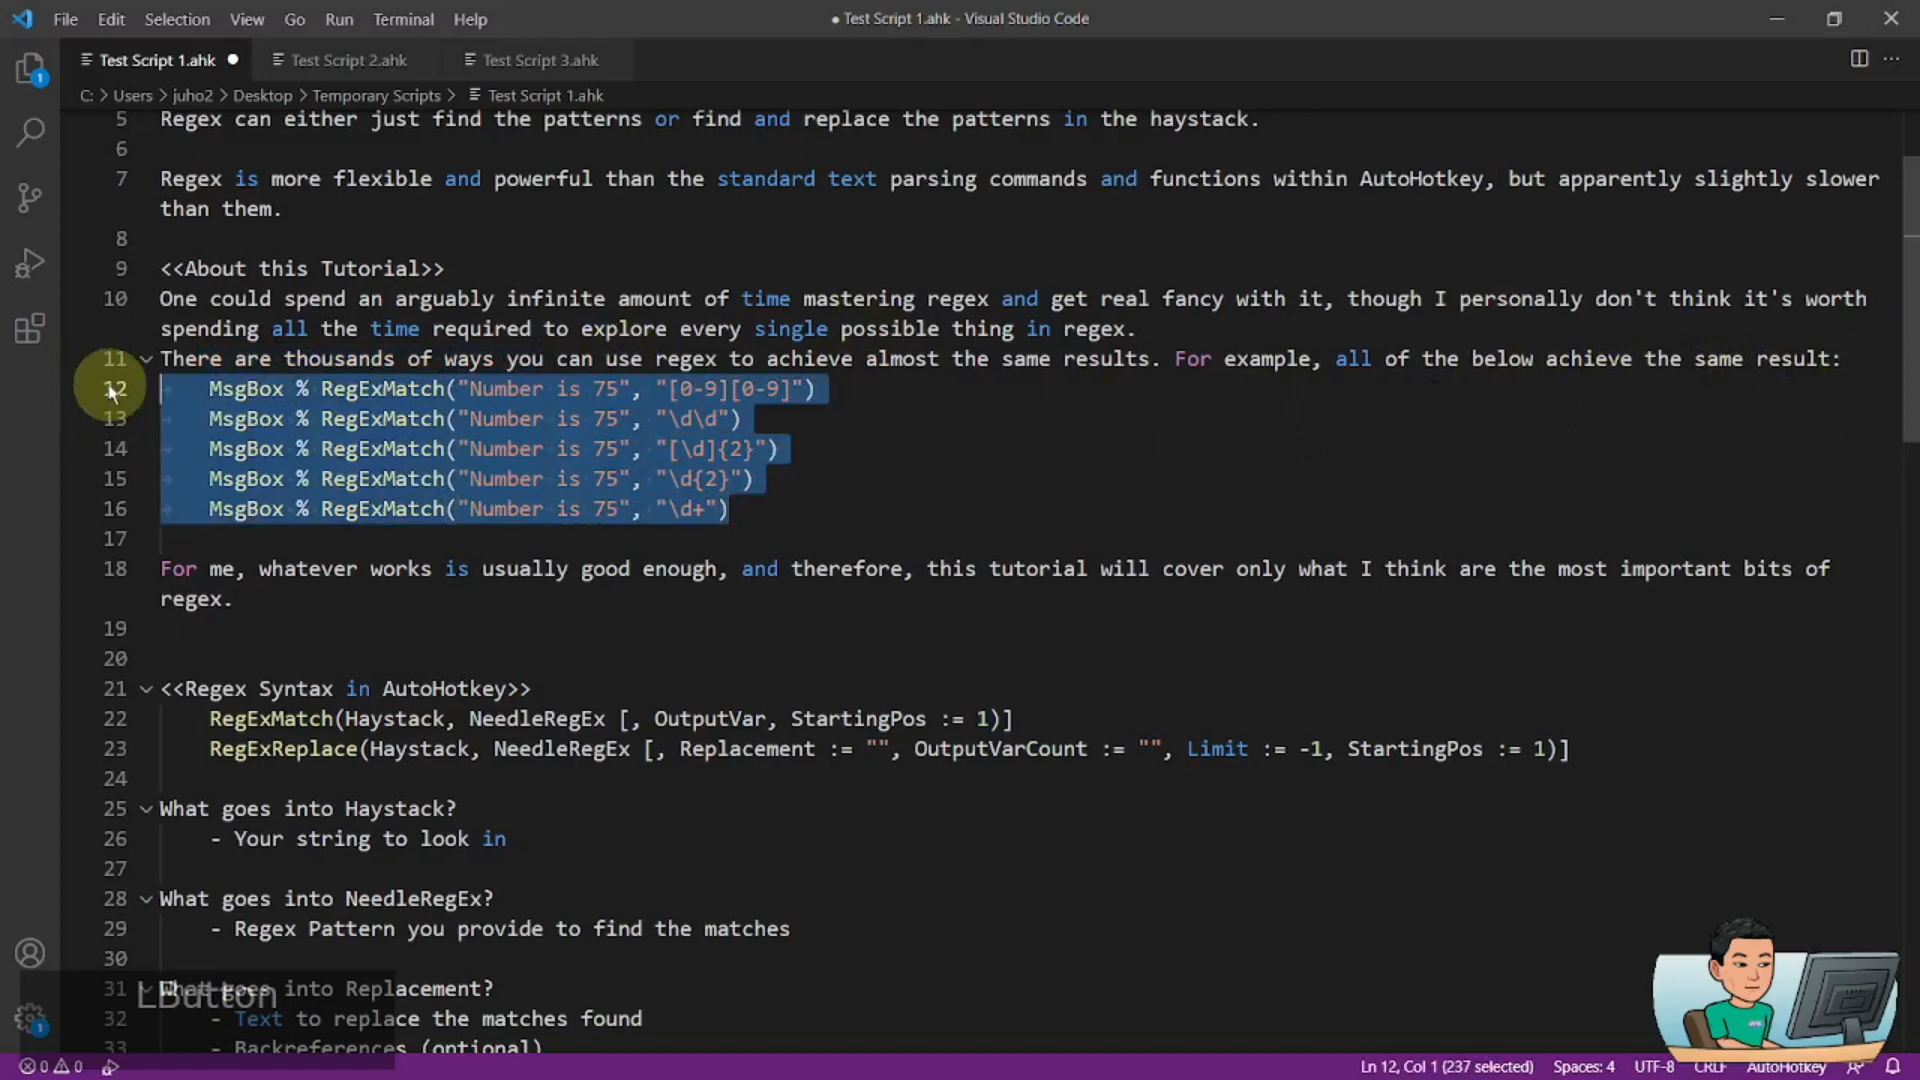 File Edit Selection View Go Run Terminal Help
● Test Script 1.ahk - Visual Studio Code
Test Script 1.ahk ● Test Script 2.ahk Test Script 3.ahk
C: > Users > juho2 > Desktop > Temporary Scripts > Test Script 1.ahk
5 Regex can either just find the patterns or find and replace the patterns in the haystack.
6
7 Regex is more flexible and powerful than the standard text parsing commands and functions within AutoHotkey, but apparently slightly slower
than them.
8
9 <<About this Tutorial>>
10 One could spend an arguably infinite amount of time mastering regex and get real fancy with it, though I personally don't think it's worth
spending all the time required to explore every single possible thing in regex.
11 There are thousands of ways you can use regex to achieve almost the same results. For example, all of the below achieve the same result:
12 MsgBox % RegExMatch("Number is 75", "[0-9][0-9]")
13 MsgBox % RegExMatch("Number is 75", "\d\d")
14 MsgBox % RegExMatch("Number is 75", "[\d]{2}")
15 MsgBox % RegExMatch("Number is 75", "\d{2}")
16 MsgBox % RegExMatch("Number is 75", "\d+")
17
18 For me, whatever works is usually good enough, and therefore, this tutorial will cover only what I think are the most important bits of
regex.
19
20
21 <<Regex Syntax in AutoHotkey>>
22 RegExMatch(Haystack, NeedleRegEx [, OutputVar, StartingPos := 1)]
23 RegExReplace(Haystack, NeedleRegEx [, Replacement := "", OutputVarCount := "", Limit := -1, StartingPos := 1)]
24
25 What goes into Haystack?
26 - Your string to look in
27
28 What goes into NeedleRegEx?
29 - Regex Pattern you provide to find the matches
30
31 What goes into Replacement?
LButton
32 - Text to replace the matches found
33 - Backreferences (optional)
0 0 Ln 12, Col 1 (237 selected) Spaces: 4 UTF-8 CRLF AutoHotkey